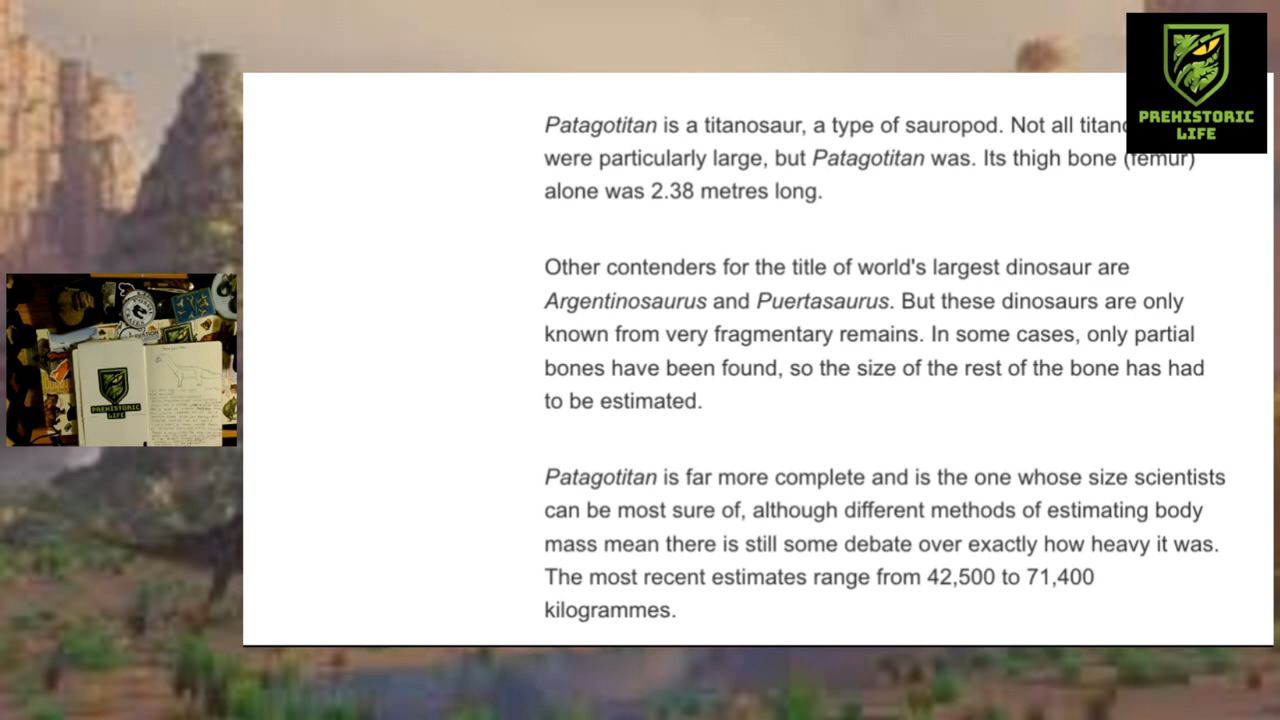 Patagotitan is a titanosaur, a type of sauropod. Not all
were particularly large, but Patagotitan was. Its thigh bone (femur)
alone was 2.38 metres long.
Other contenders for the title of world's largest dinosaur are
Argentinosaurus and Puertasaurus. But these dinosaurs are only
known from very fragmentary remains. In some cases, only partial
bones have been found, so the size of the rest of the bone has had
to be estimated.
Patagotitan is far more complete and is the one whose size scientists
can be most sure of, although different methods of estimating body
mass mean there is still some debate over exactly how heavy it was.
The most recent estimates range from 42,500 to 71,400
kilogrammes.
PREHISTORIC
LIFE
PREHISTORIC
LIFE